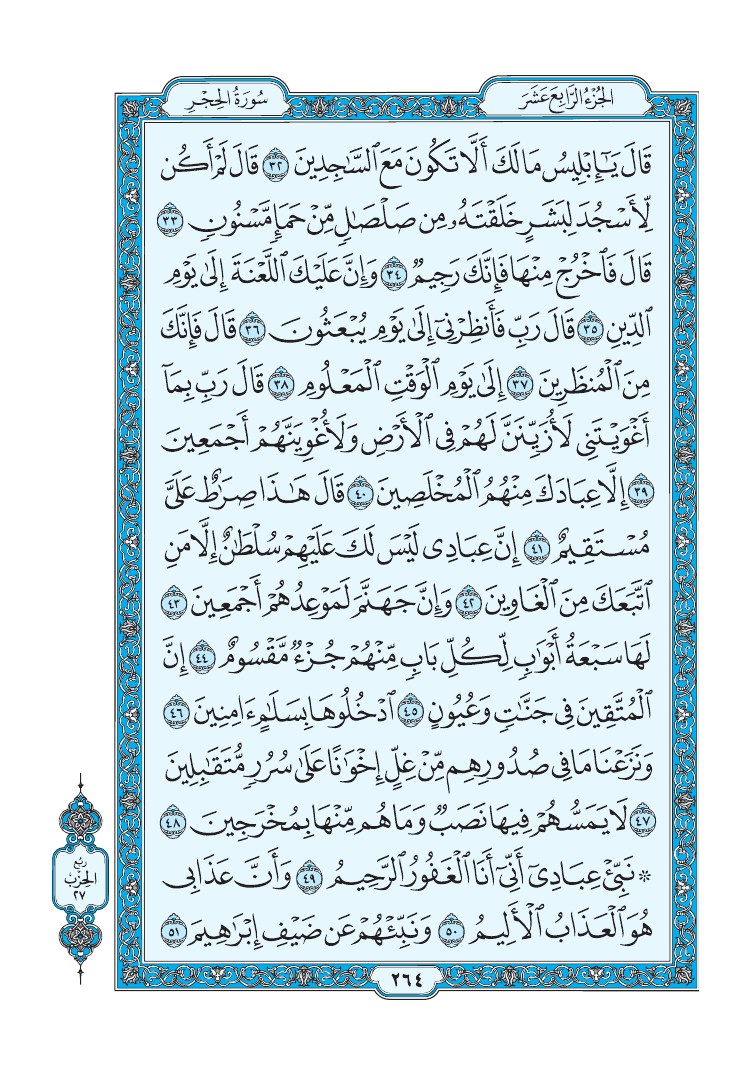 الجُزْءُ الرَّابِعَ عَشَرَ
سُورَةُ الحِجْرِ
قَالَ يَـٰٓإِبْلِيسُ مَا لَكَ أَلَّا تَكُونَ مَعَ ٱلسَّـٰجِدِينَ ٣٢ قَالَ لَمْ أَكُن
لِّأَسْجُدَ لِبَشَرٍ خَلَقْتَهُۥ مِن صَلْصَـٰلٍ مِّنْ حَمَإٍ مَّسْنُونٍ ٣٣
قَالَ فَٱخْرُجْ مِنْهَا فَإِنَّكَ رَجِيمٌ ٣٤ وَإِنَّ عَلَيْكَ ٱللَّعْنَةَ إِلَىٰ يَوْمِ
ٱلدِّينِ ٣٥ قَالَ رَبِّ فَأَنظِرْنِىٓ إِلَىٰ يَوْمِ يُبْعَثُونَ ٣٦ قَالَ فَإِنَّكَ
مِنَ ٱلْمُنظَرِينَ ٣٧ إِلَىٰ يَوْمِ ٱلْوَقْتِ ٱلْمَعْلُومِ ٣٨ قَالَ رَبِّ بِمَآ
أَغْوَيْتَنِى لَأُزَيِّنَنَّ لَهُمْ فِى ٱلْأَرْضِ وَلَأُغْوِيَنَّهُمْ أَجْمَعِينَ
٣٩ إِلَّا عِبَادَكَ مِنْهُمُ ٱلْمُخْلَصِينَ ٤٠ قَالَ هَـٰذَا صِرَٰطٌ عَلَىَّ
مُسْتَقِيمٌ ٤١ إِنَّ عِبَادِى لَيْسَ لَكَ عَلَيْهِمْ سُلْطَـٰنٌ إِلَّا مَنِ
ٱتَّبَعَكَ مِنَ ٱلْغَاوِينَ ٤٢ وَإِنَّ جَهَنَّمَ لَمَوْعِدُهُمْ أَجْمَعِينَ ٤٣
لَهَا سَبْعَةُ أَبْوَٰبٍ لِّكُلِّ بَابٍ مِّنْهُمْ جُزْءٌ مَّقْسُومٌ ٤٤ إِنَّ
ٱلْمُتَّقِينَ فِى جَنَّـٰتٍ وَعُيُونٍ ٤٥ ٱدْخُلُوهَا بِسَلَـٰمٍ ءَامِنِينَ ٤٦
وَنَزَعْنَا مَا فِى صُدُورِهِم مِّنْ غِلٍّ إِخْوَٰنًا عَلَىٰ سُرُرٍ مُّتَقَـٰبِلِينَ
٤٧ لَا يَمَسُّهُمْ فِيهَا نَصَبٌ وَمَا هُم مِّنْهَا بِمُخْرَجِينَ ٤٨
* نَبِّئْ عِبَادِىٓ أَنِّىٓ أَنَا ٱلْغَفُورُ ٱلرَّحِيمُ ٤٩ وَأَنَّ عَذَابِى
هُوَ ٱلْعَذَابُ ٱلْأَلِيمُ ٥٠ وَنَبِّئْهُمْ عَن ضَيْفِ إِبْرَٰهِيمَ ٥١
رُبْع
الحِزْب
٢٧
٢٦٤